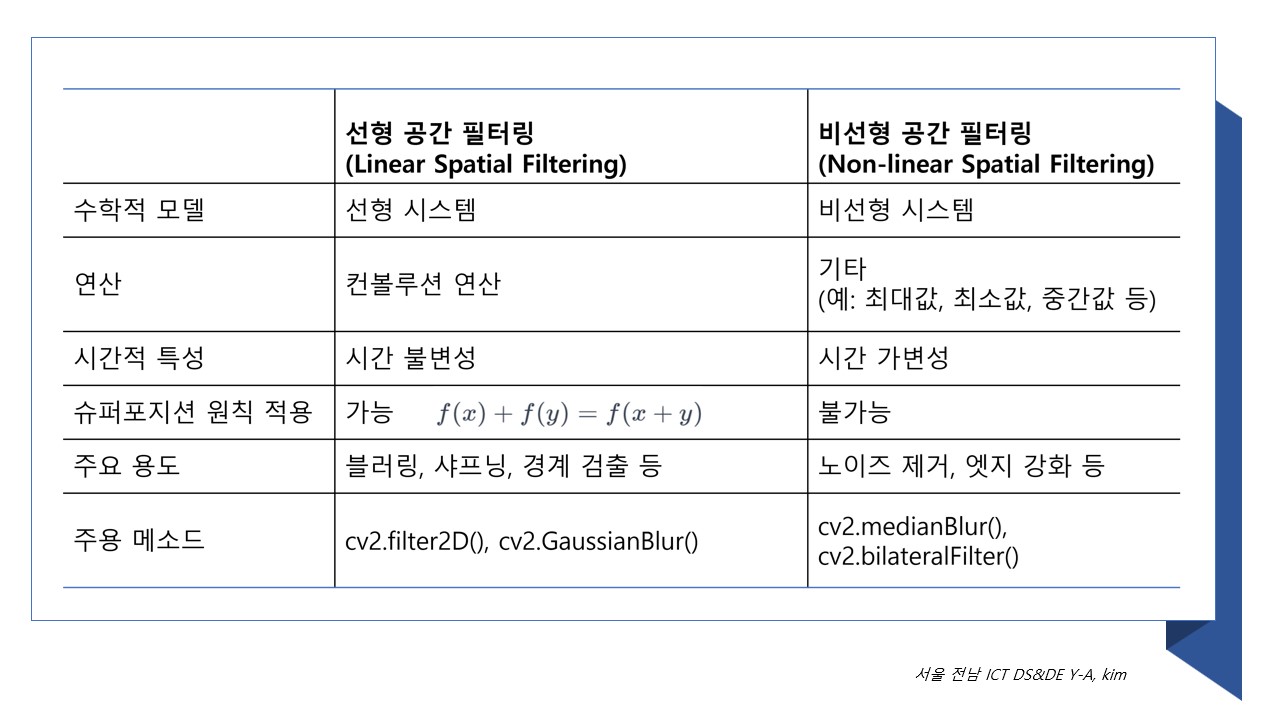 선형 공간 필터링
(Linear Spatial Filtering)
비선형 공간 필터링
(Non-linear Spatial Filtering)
수학적 모델
선형 시스템
비선형 시스템
연산
컨볼루션 연산
기타
(예: 최대값, 최소값, 중간값 등)
시간적 특성
시간 불변성
시간 가변성
슈퍼포지션 원칙 적용
가능 f(x) + f(y) = f(x + y)
불가능
주요 용도
블러링, 샤프닝, 경계 검출 등
노이즈 제거, 엣지 강화 등
주용 메소드
cv2.filter2D(), cv2.GaussianBlur()
cv2.medianBlur(),
cv2.bilateralFilter()
서울 전남 ICT DS&DE Y-A, kim